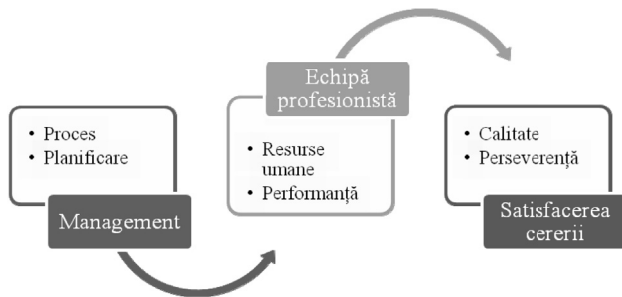 • Proces
• Planificare
Management
Echipă
profesionistă
• Resurse
umane
• Performanță
• Calitate
• Perseverență
Satisfacerea
cererii